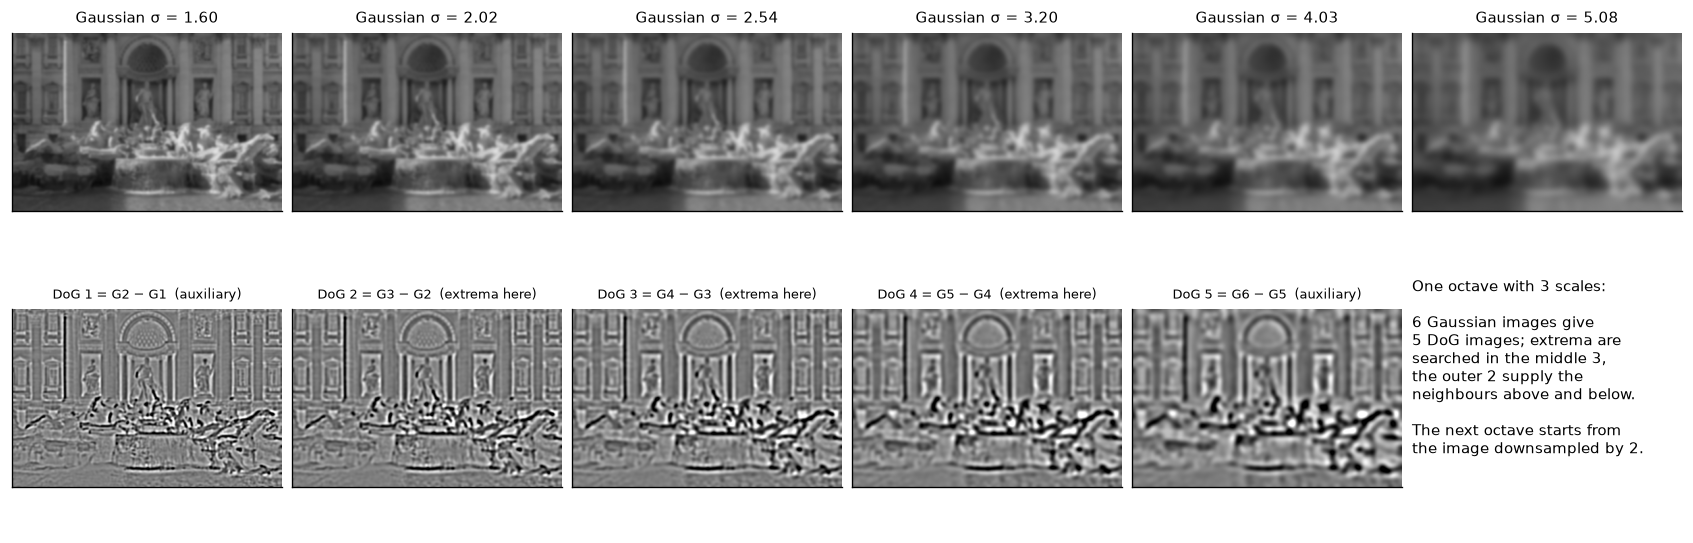 Gaussian σ = 1.60
Gaussian σ = 2.02
Gaussian σ = 2.54
Gaussian σ = 3.20
Gaussian σ = 4.03
Gaussian σ = 5.08
DoG 1 = G2 − G1 (auxiliary)
DoG 2 = G3 − G2 (extrema here)
DoG 3 = G4 − G3 (extrema here)
DoG 4 = G5 − G4 (extrema here)
DoG 5 = G6 − G5 (auxiliary)
One octave with 3 scales:
6 Gaussian images give
5 DoG images; extrema are
searched in the middle 3,
the outer 2 supply the
neighbours above and below.
The next octave starts from
the image downsampled by 2.